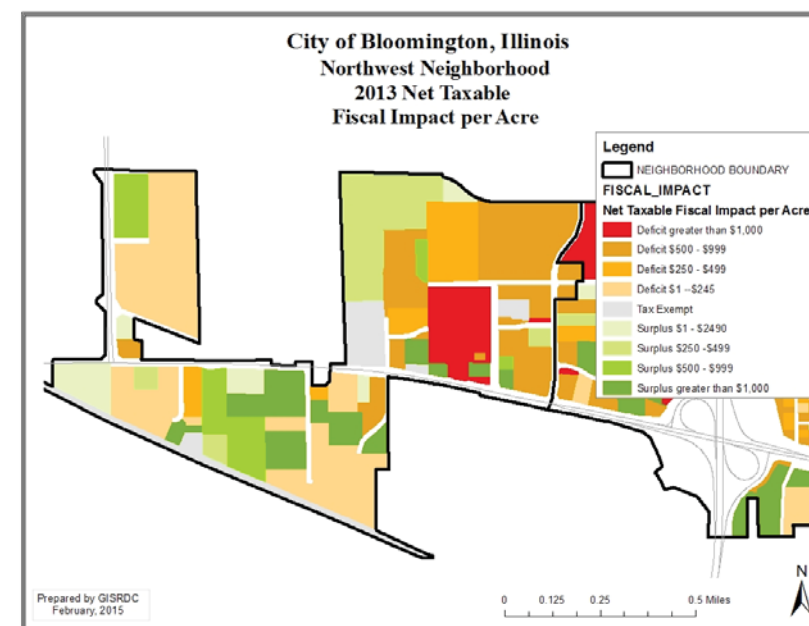 City of Bloomington, Illinois
Northwest Neighborhood
2013 Net Taxable
Fiscal Impact per Acre
Legend
NEIGHBORHOOD BOUNDARY
FISCAL_IMPACT
Net Taxable Fiscal Impact per Acre
Deficit greater than $1,000
Deficit $500 - $999
Deficit $250 - $499
Deficit $1 --$245
Tax Exempt
Surplus $1 - $2490
Surplus $250 -$499
Surplus $500 - $999
Surplus greater than $1,000
Prepared by GISRDC
February, 2015
0 0.125 0.25 0.5 Miles
N